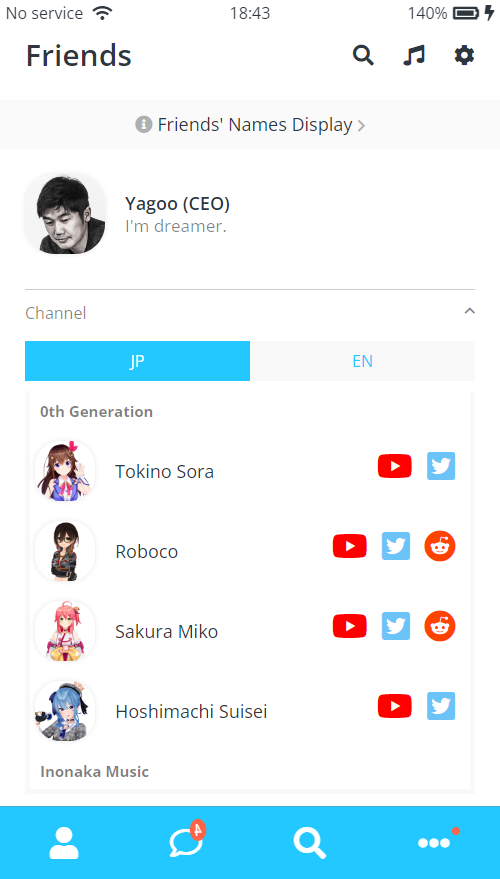 No service 18:43 140%
Friends
Friends' Names Display
Yagoo (CEO)
I'm dreamer.
Channel
JP EN
0th Generation
Tokino Sora
Roboco
Sakura Miko
Hoshimachi Suisei
Inonaka Music
4